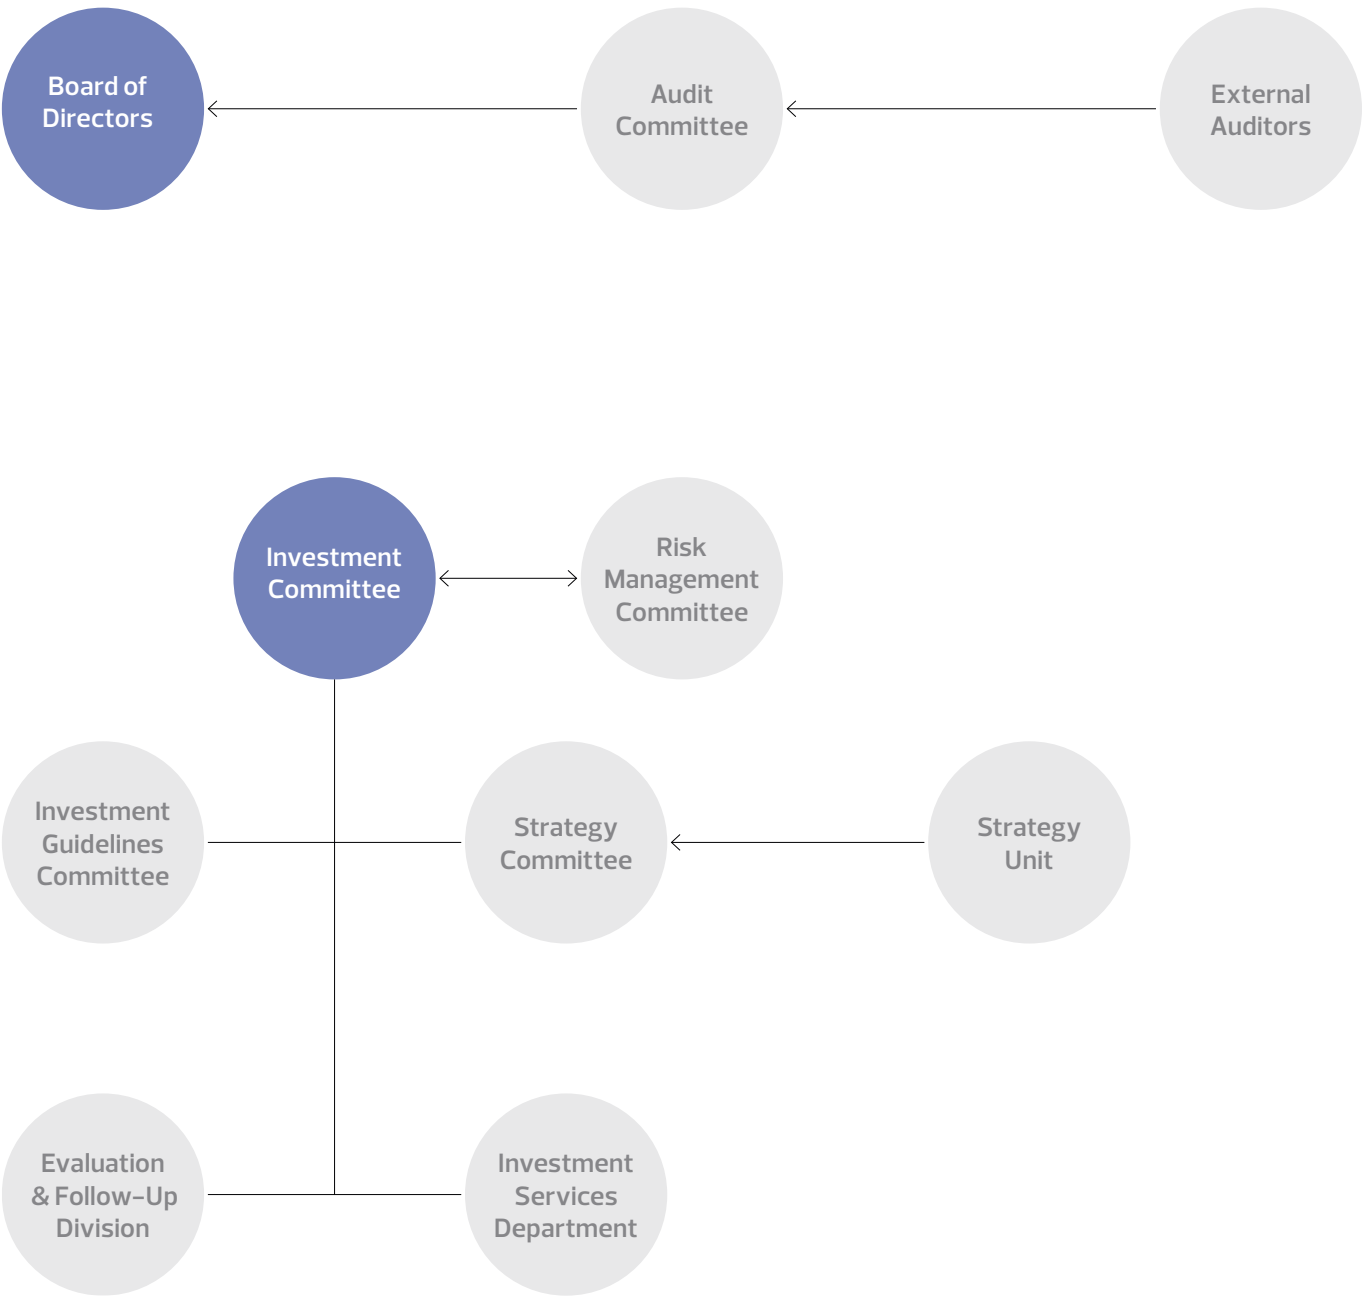 Board of
Directors
Audit
Committee
External
Auditors
Investment
Committee
Risk
Management
Committee
Investment
Guidelines
Committee
Strategy
Committee
Strategy
Unit
Evaluation
& Follow-Up
Division
Investment
Services
Department